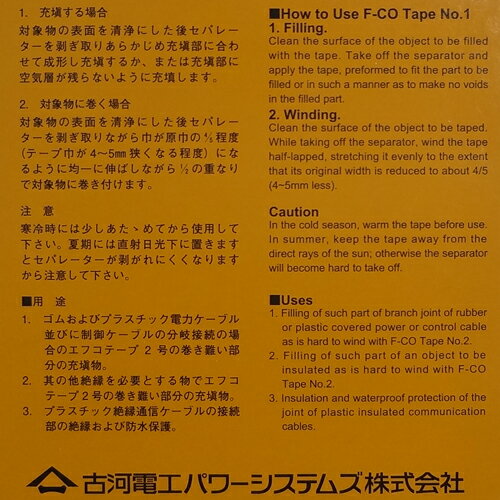 1. 充塡する場合
対象物の表面を清浄にした後セパレ
ーターを剥ぎ取りあらかじめ充塡部に合わ
せて成形し充塡するか、または充塡部に
空気層が残らないように充塡します。
2. 対象物に巻く場合
対象物の表面を清浄にした後セパレ
ーターを剥ぎ取りながら巾が原巾の⅘程度
(テープ巾が4〜5㎜狭くなる程度)にな
るように均一に伸ばしながら½の重なり
で対象物に巻き付けます。
注 意
寒冷時には少しあたゝめてから使用して
下さい。夏期には直射日光下に置きます
とセパレーターが剥がれにくくなります
から注意して下さい。
■用 途
1. ゴムおよびプラスチック電力ケーブル
並びに制御ケーブルの分岐接続の場
合のエフコテープ2号の巻き難い部
分の充塡物。
2. 其の他絶縁を必要とする物でエフコ
テープ2号の巻き難い部分の充塡物。
3. プラスチック絶縁通信ケーブルの接続
部の絶縁および防水保護。
■How to Use F-CO Tape No.1
1. Filling.
Clean the surface of the object to be filled
with the tape. Take off the separator and
apply the tape, preformed to fit the part to be
filled or in such a manner as to make no voids
in the filled part.
2. Winding.
Clean the surface of the object to be taped.
While taking off the separator, wind the tape
half-lapped, stretching it evenly to the extent
that its original width is reduced to about 4/5
(4~5mm less).
Caution
In the cold season, warm the tape before use.
In summer, keep the tape away from the
direct rays of the sun; otherwise the separator
will become hard to take off.
■Uses
1. Filling of such part of branch joint of rubber
or plastic covered power or control cable
as is hard to wind with F-CO Tape No.2.
2. Filling of such part of an object to be
insulated as is hard to wind with F-CO
Tape No.2.
3. Insulation and waterproof protection of the
joint of plastic insulated communication
cables.
古河電工パワーシステムズ株式会社